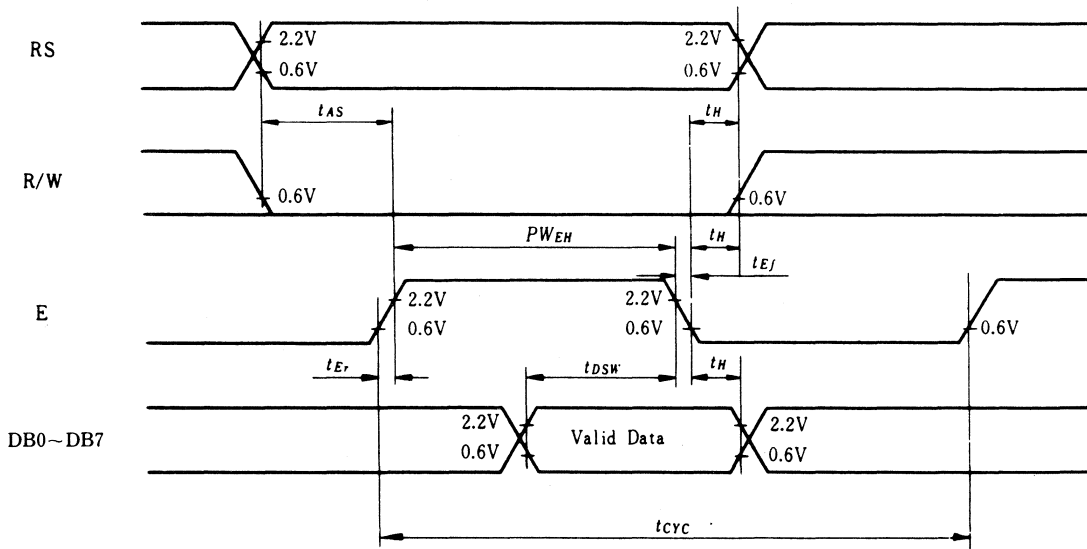 RS
2.2V 2.2V
0.6V 0.6V
tAS tH
R/W
0.6V 0.6V
PWEH tH
tEf
E
2.2V 2.2V
0.6V 0.6V 0.6V
tEr tDSW tH
DB0~DB7
2.2V Valid Data 2.2V
0.6V 0.6V
tCYC